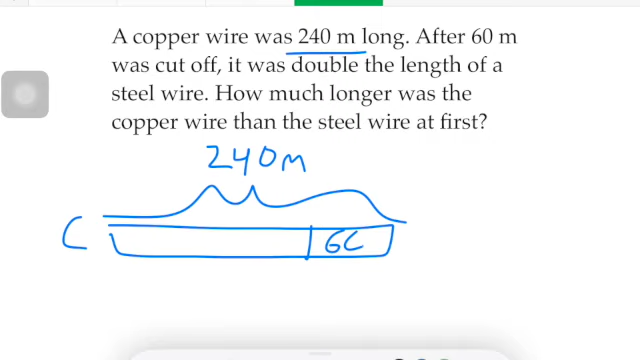 A copper wire was 240 m long. After 60 m
was cut off, it was double the length of a
steel wire. How much longer was the
copper wire than the steel wire at first?
240m
C 60